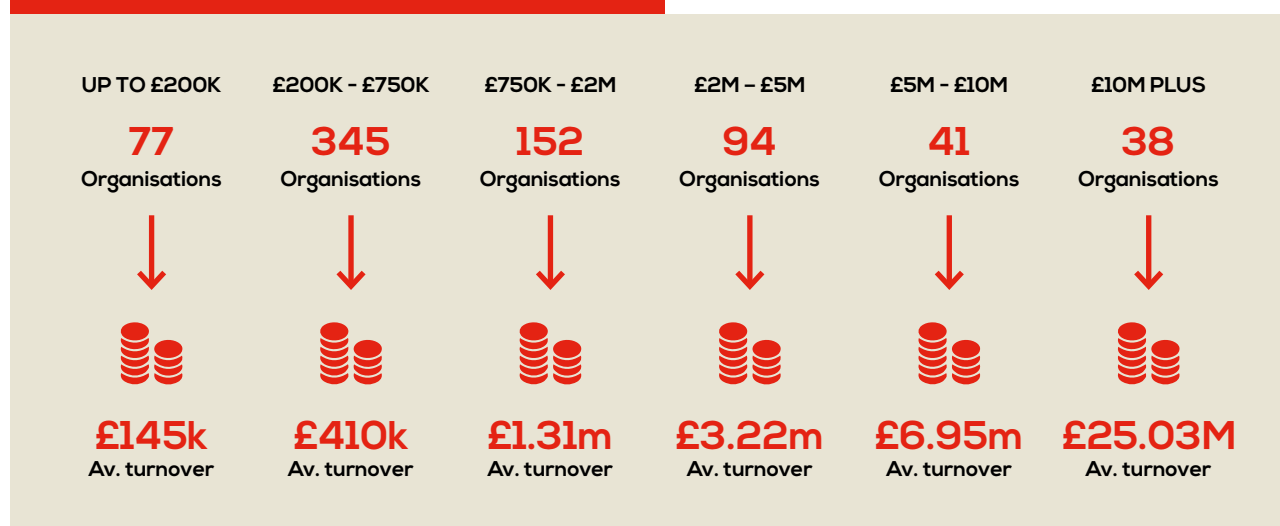 UP TO £200K
£200K - £750K
£750K - £2M
£2M – £5M
£5M - £10M
£10M PLUS
77
345
152
94
41
38
Organisations
Organisations
Organisations
Organisations
Organisations
Organisations
£145k
£410k
£1.31m
£3.22m
£6.95m
£25.03M
Av. turnover
Av. turnover
Av. turnover
Av. turnover
Av. turnover
Av. turnover